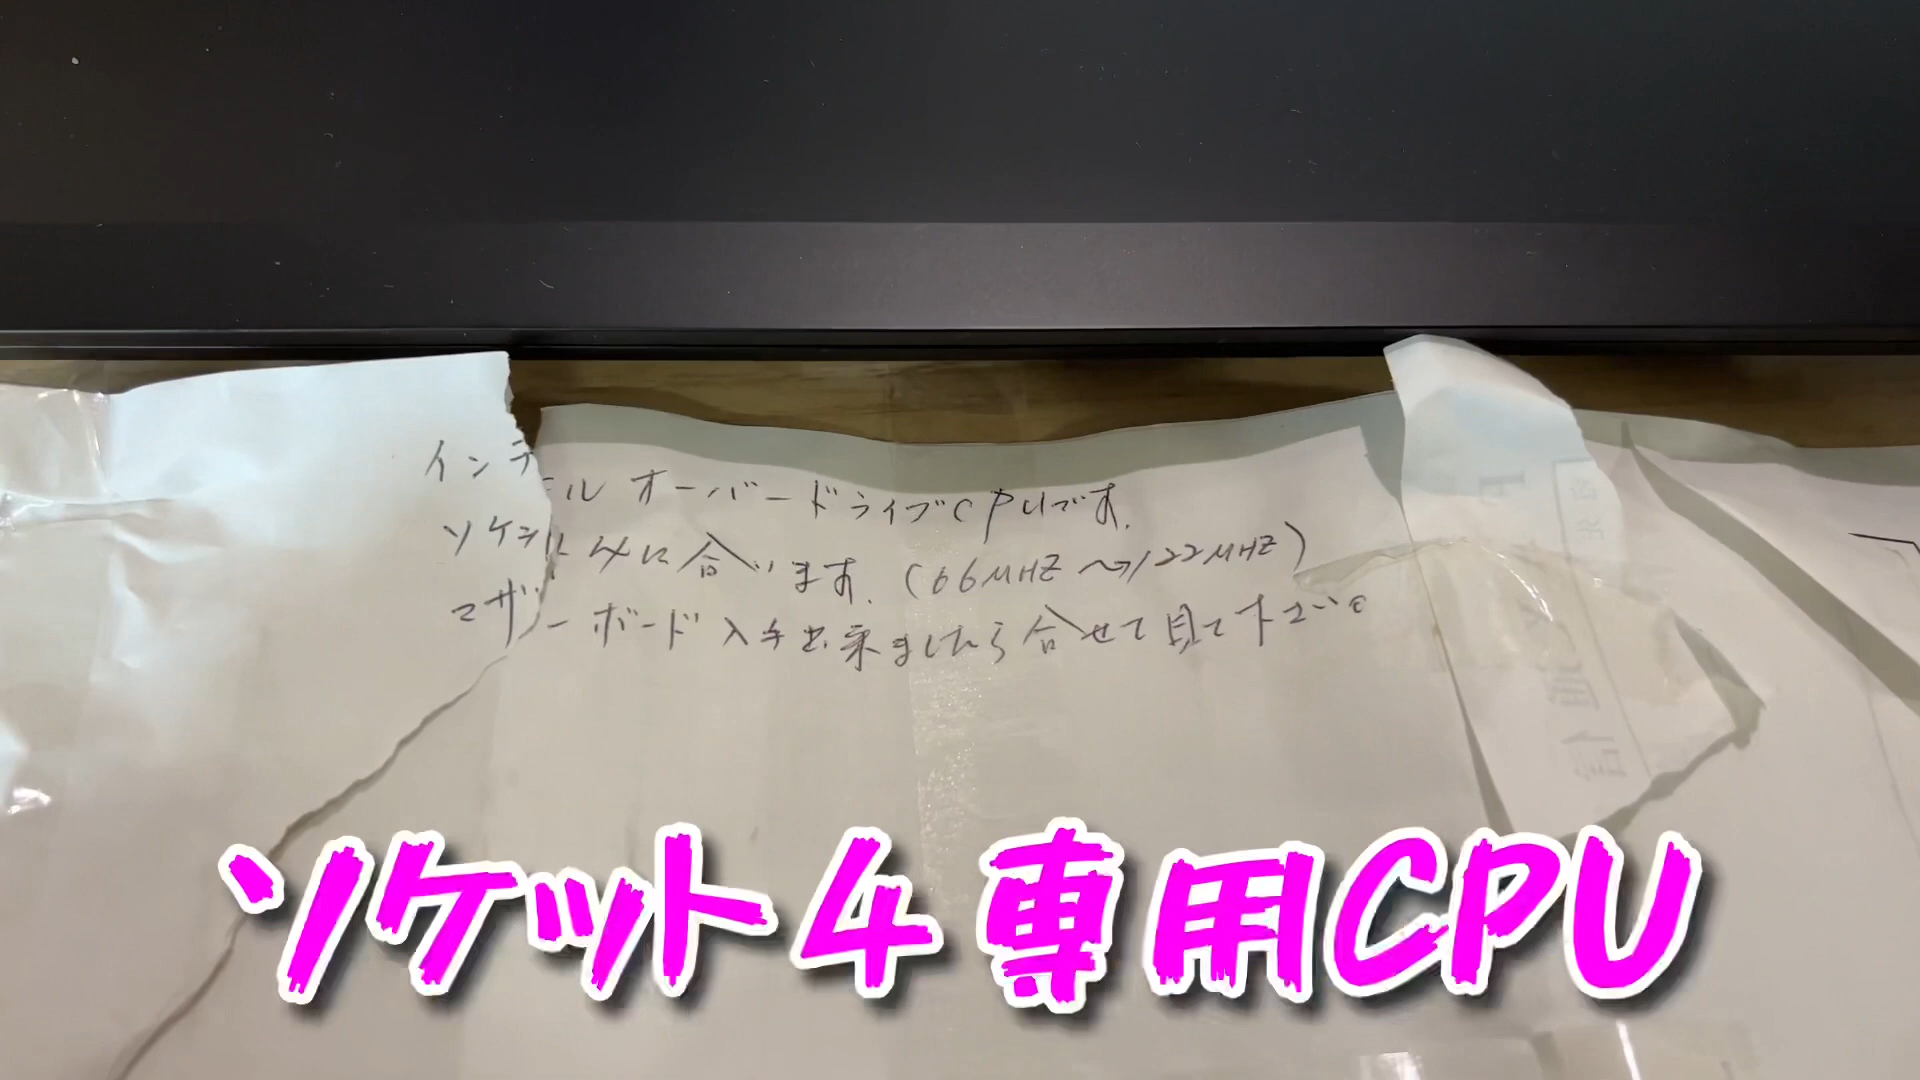 インテル オーバードライブCPUです.
ソケット4に合います.(66MHZ〜122MHZ)
マザーボード入手出来ましたら合せて見て下さい。
ソケット4専用CPU